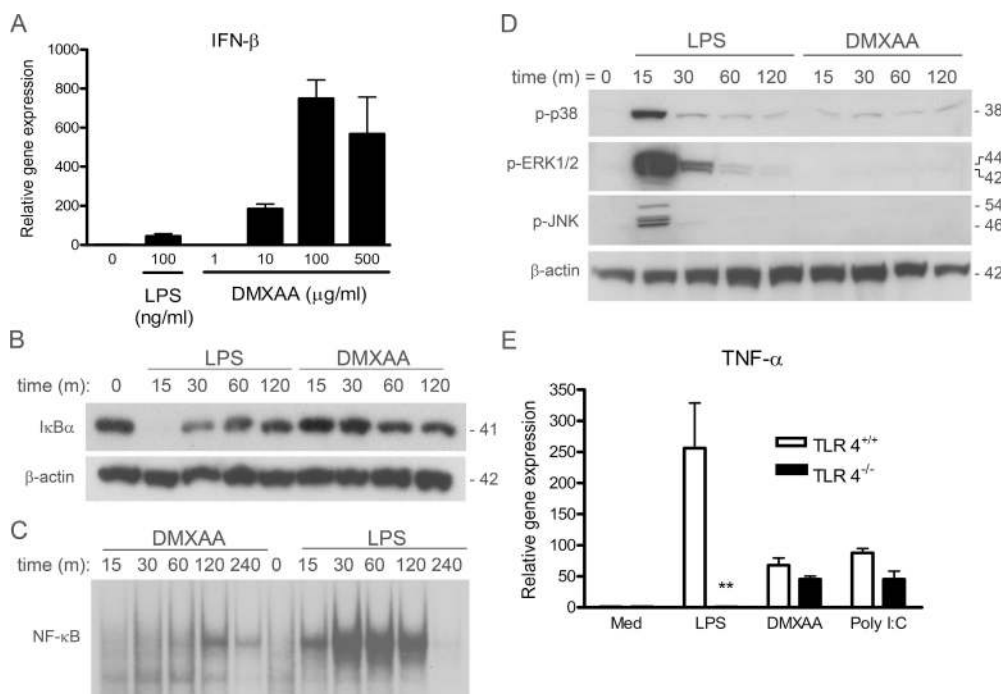 A
IFN-β
Relative gene expression
1000
800
600
400
200
0
0 100 1 10 100 500
LPS
(ng/ml)
DMXAA (μg/ml)
B
LPS DMXAA
time (m): 0 15 30 60 120 15 30 60 120
IκBα - 41
β-actin - 42
C
DMXAA LPS
time (m): 15 30 60 120 240 0 15 30 60 120 240
NF-κB
D
LPS DMXAA
time (m) = 0 15 30 60 120 15 30 60 120
p-p38 - 38
p-ERK1/2 44
42
p-JNK - 54
- 46
β-actin - 42
E
TNF-α
Relative gene expression
350
300
250
200
150
100
50
0
TLR 4+/+
TLR 4-/-
**
Med LPS DMXAA Poly I:C